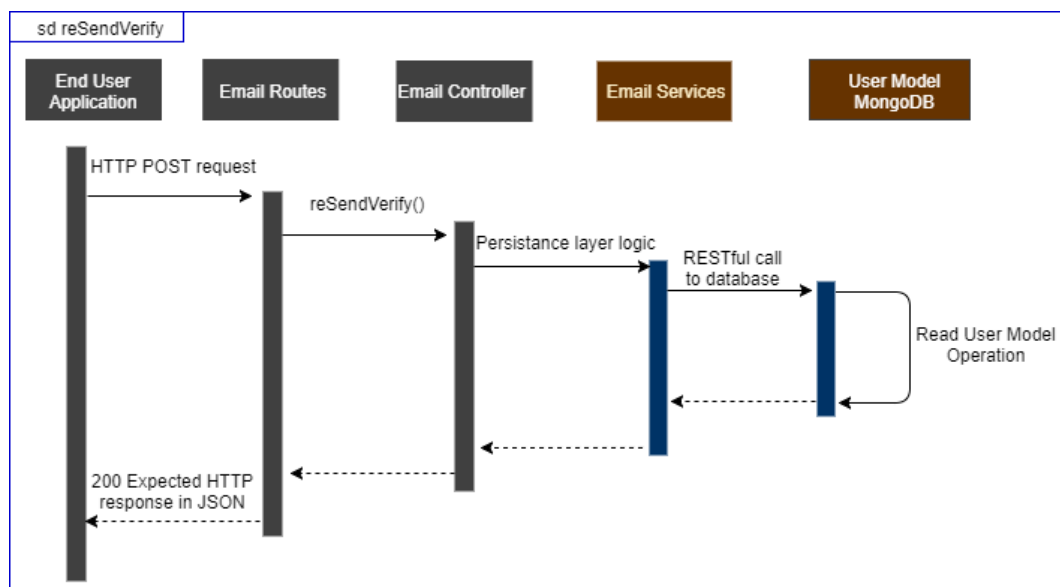 sd reSendVerify
End User
Application
Email Routes
Email Controller
Email Services
User Model
MongoDB
HTTP POST request
reSendVerify()
Persistance layer logic
RESTful call
to database
Read User Model
Operation
200 Expected HTTP
response in JSON